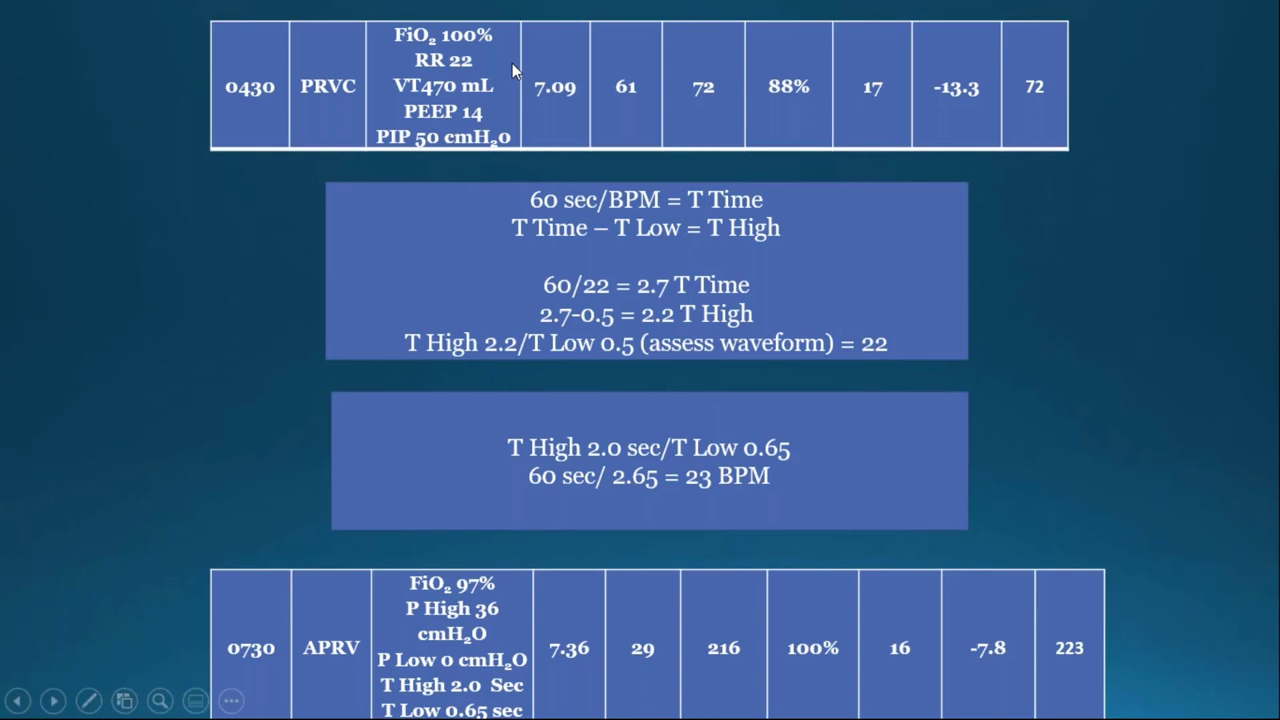 0430 PRVC FiO₂ 100% 7.09 61 72 88% 17 -13.3 72
RR 22
VT470 mL
PEEP 14
PIP 50 cmH₂0
60 sec/BPM = T Time
T Time – T Low = T High
60/22 = 2.7 T Time
2.7-0.5 = 2.2 T High
T High 2.2/T Low 0.5 (assess waveform) = 22
T High 2.0 sec/T Low 0.65
60 sec/ 2.65 = 23 BPM
0730 APRV FiO₂ 97% 7.36 29 216 100% 16 -7.8 223
P High 36
cmH₂O
P Low 0 cmH₂O
T High 2.0 Sec
T Low 0.65 sec